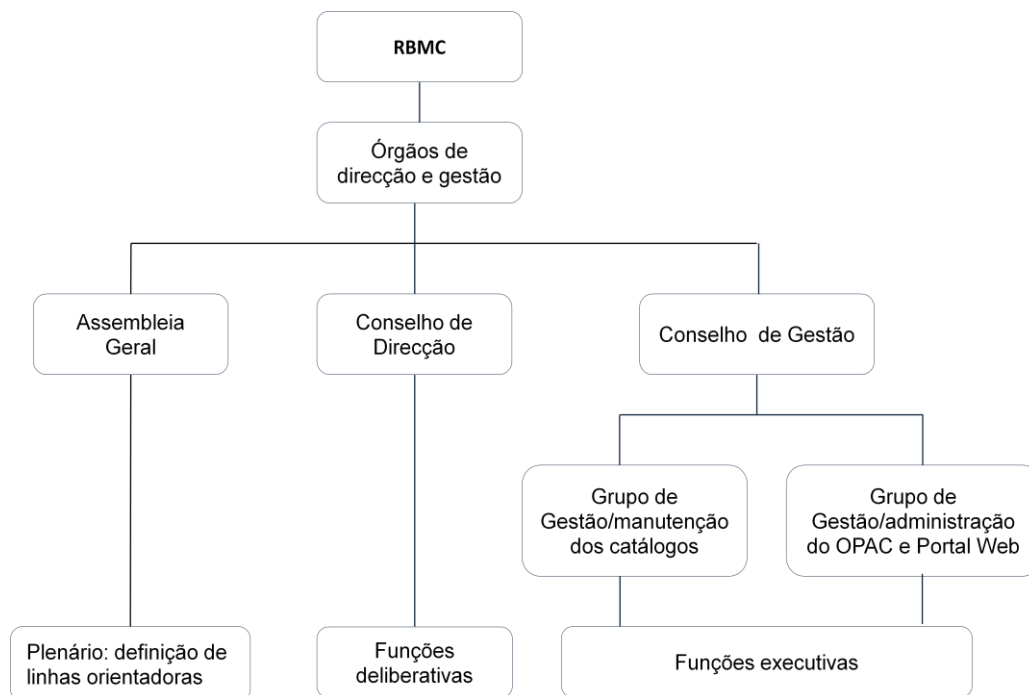 RBMC
Órgãos de
direcção e gestão
Assembleia
Geral
Conselho de
Direcção
Conselho de Gestão
Grupo de
Gestão/manutenção
dos catálogos
Grupo de
Gestão/administração
do OPAC e Portal Web
Plenário: definição de
linhas orientadoras
Funções
deliberativas
Funções executivas